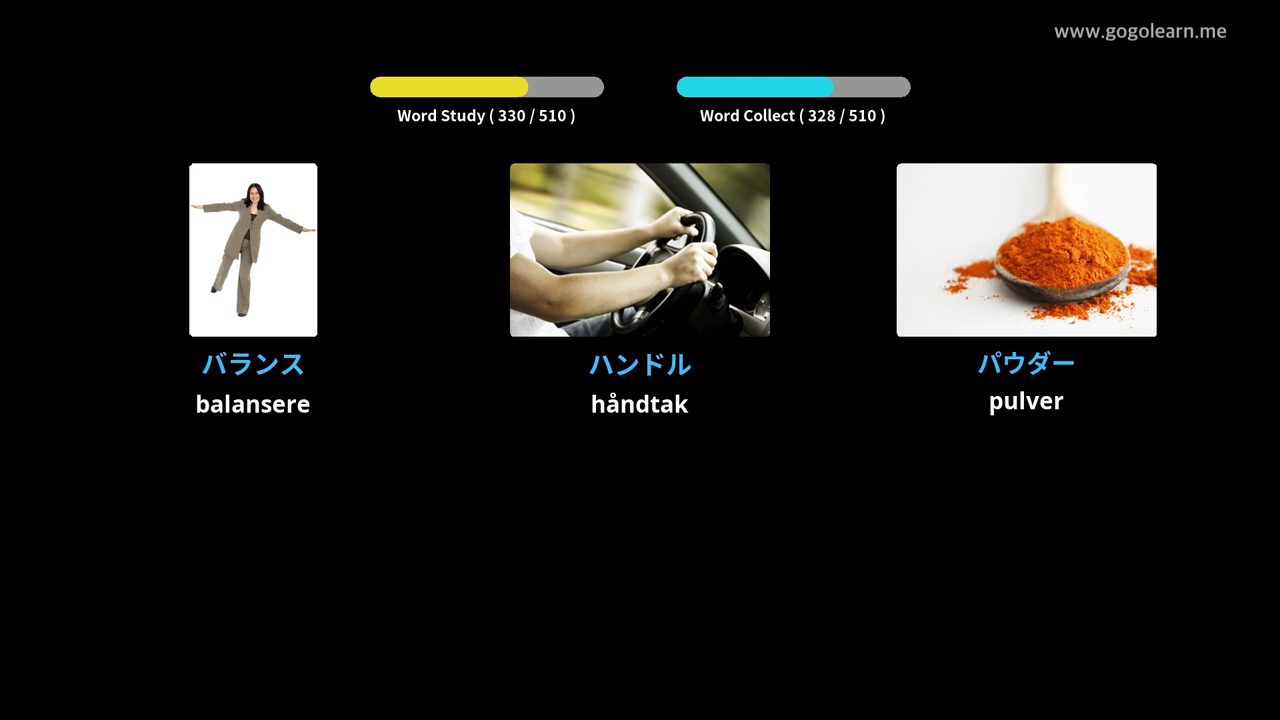 www.gogolearn.me
Word Study ( 330 / 510 )
Word Collect ( 328 / 510 )
バランス
balansere
ハンドル
håndtak
パウダー
pulver